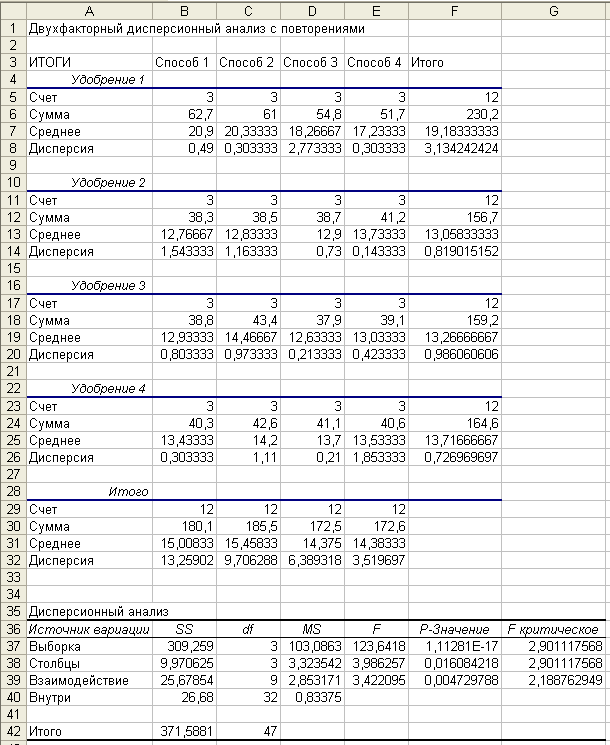 A B C D E F G
1 Двухфакторный дисперсионный анализ с повторениями
2
3 ИТОГИ Способ 1 Способ 2 Способ 3 Способ 4 Итого
4 Удобрение 1
5 Счет 3 3 3 3 12
6 Сумма 62,7 61 54,8 51,7 230,2
7 Среднее 20,9 20,33333 18,26667 17,23333 19,18333333
8 Дисперсия 0,49 0,303333 2,773333 0,303333 3,134242424
9
10 Удобрение 2
11 Счет 3 3 3 3 12
12 Сумма 38,3 38,5 38,7 41,2 156,7
13 Среднее 12,76667 12,83333 12,9 13,73333 13,05833333
14 Дисперсия 1,543333 1,163333 0,73 0,143333 0,819015152
15
16 Удобрение 3
17 Счет 3 3 3 3 12
18 Сумма 38,8 43,4 37,9 39,1 159,2
19 Среднее 12,93333 14,46667 12,63333 13,03333 13,26666667
20 Дисперсия 0,803333 0,973333 0,213333 0,423333 0,986060606
21
22 Удобрение 4
23 Счет 3 3 3 3 12
24 Сумма 40,3 42,6 41,1 40,6 164,6
25 Среднее 13,43333 14,2 13,7 13,53333 13,71666667
26 Дисперсия 0,303333 1,11 0,21 1,853333 0,726969697
27
28 Итого
29 Счет 12 12 12 12
30 Сумма 180,1 185,5 172,5 172,6
31 Среднее 15,00833 15,45833 14,375 14,38333
32 Дисперсия 13,25902 9,706288 6,389318 3,519697
33
34
35 Дисперсионный анализ
36 Источник вариации SS df MS F P-Значение F критическое
37 Выборка 309,259 3 103,0863 123,6418 1,11281E-17 2,901117568
38 Столбцы 9,970625 3 3,323542 3,986257 0,016084218 2,901117568
39 Взаимодействие 25,67854 9 2,853171 3,422095 0,004729788 2,188762949
40 Внутри 26,68 32 0,83375
41
42 Итого 371,5881 47